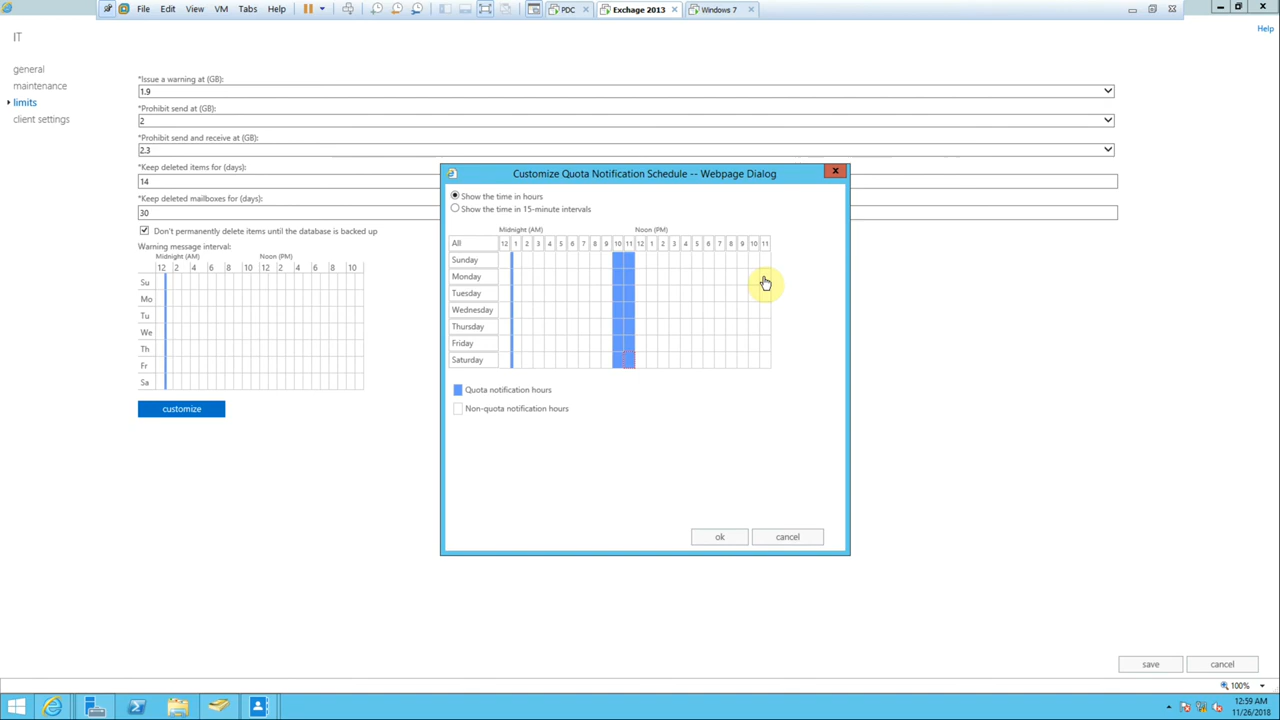 File Edit View VM Tabs Help PDC Exchage 2013 Windows 7
Help
IT
general
maintenance
limits
client settings
*Issue a warning at (GB):
1.9
*Prohibit send at (GB):
2
*Prohibit send and receive at (GB):
2.3
*Keep deleted items for (days):
14
*Keep deleted mailboxes for (days):
30
Don't permanently delete items until the database is backed up
Warning message interval:
Midnight (AM) Noon (PM)
12 2 4 6 8 10 12 2 4 6 8 10
Su
Mo
Tu
We
Th
Fr
Sa
customize
Customize Quota Notification Schedule -- Webpage Dialog
Show the time in hours
Show the time in 15-minute intervals
Midnight (AM) Noon (PM)
All 12 1 2 3 4 5 6 7 8 9 10 11 12 1 2 3 4 5 6 7 8 9 10 11
Sunday
Monday
Tuesday
Wednesday
Thursday
Friday
Saturday
Quota notification hours
Non-quota notification hours
ok cancel
save cancel
100%
12:59 AM
11/26/2018